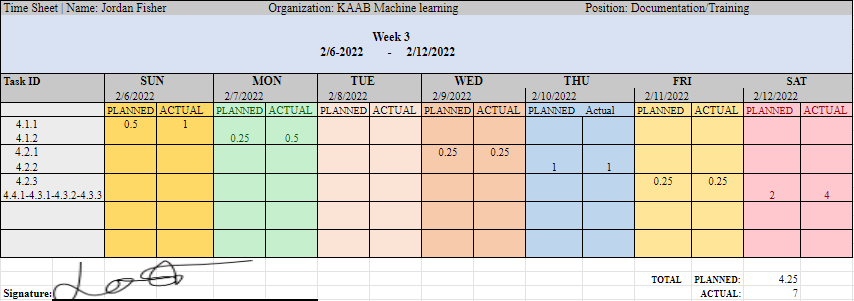 Time Sheet | Name: Jordan Fisher Organization: KAAB Machine learning Position: Documentation/Training
Week 3
2/6-2022 - 2/12/2022
Task ID SUN MON TUE WED THU FRI SAT
2/6/2022 2/7/2022 2/8/2022 2/9/2022 2/10/2022 2/11/2022 2/12/2022
PLANNED ACTUAL PLANNED ACTUAL PLANNED ACTUAL PLANNED ACTUAL PLANNED Actual PLANNED ACTUAL PLANNED ACTUAL
4.1.1 0.5 1
4.1.2 0.25 0.5
4.2.1 0.25 0.25
4.2.2 1 1
4.2.3 0.25 0.25
4.4.1-4.3.1-4.3.2-4.3.3 2 4
TOTAL PLANNED: 4.25
Signature: ACTUAL: 7